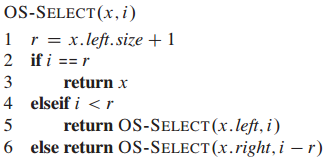 OS-SELECT(x, i)
1 r = x.left.size + 1
2 if i == r
3 return x
4 elseif i < r
5 return OS-SELECT(x.left, i)
6 else return OS-SELECT(x.right, i − r)